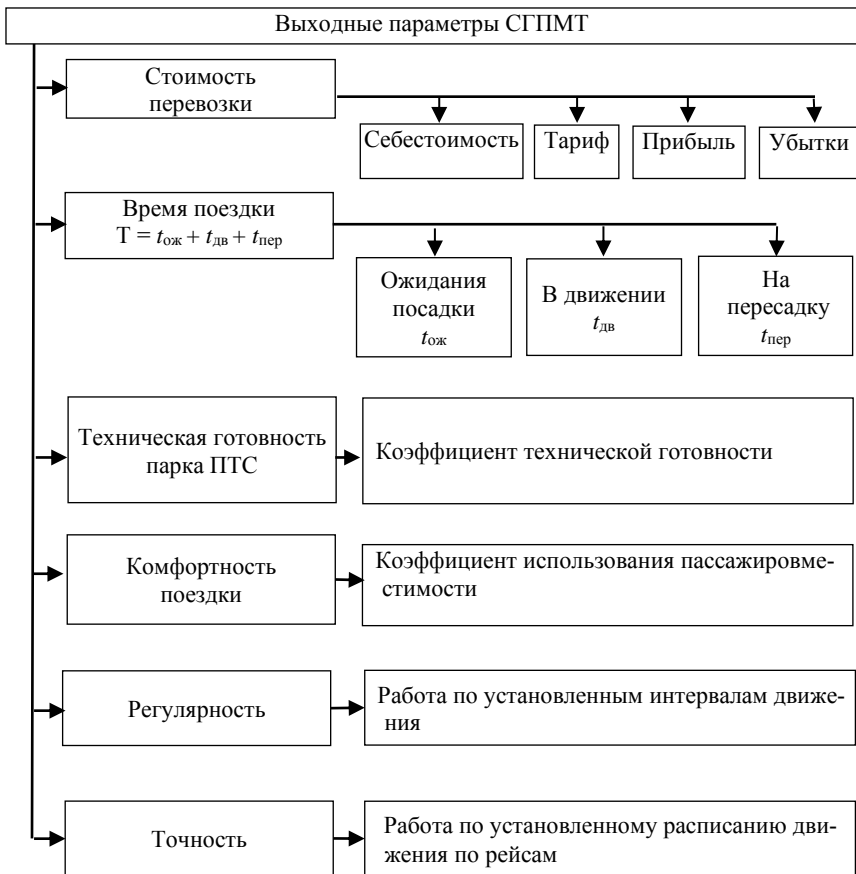 Выходные параметры СГПМТ
Стоимость
перевозки
Себестоимость
Тариф
Прибыль
Убытки
Время поездки
Т = tож + tдв + tпер
Ожидания
посадки
tож
В движении
tдв
На
пересадку
tпер
Техническая готовность
парка ПТС
Коэффициент технической готовности
Комфортность
поездки
Коэффициент использования пассажировме-
стимости
Регулярность
Работа по установленным интервалам движе-
ния
Точность
Работа по установленному расписанию дви-
жения по рейсам